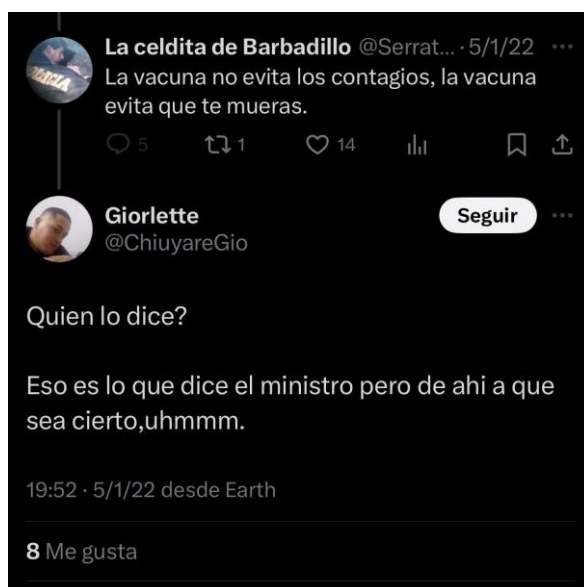 La celdita de Barbadillo @Serrat... · 5/1/22
La vacuna no evita los contagios, la vacuna
evita que te mueras.
5 1 14
Giorlette
Seguir
@ChiuyareGio
Quien lo dice?
Eso es lo que dice el ministro pero de ahi a que
sea cierto,uhmmm.
19:52 · 5/1/22 desde Earth
8 Me gusta